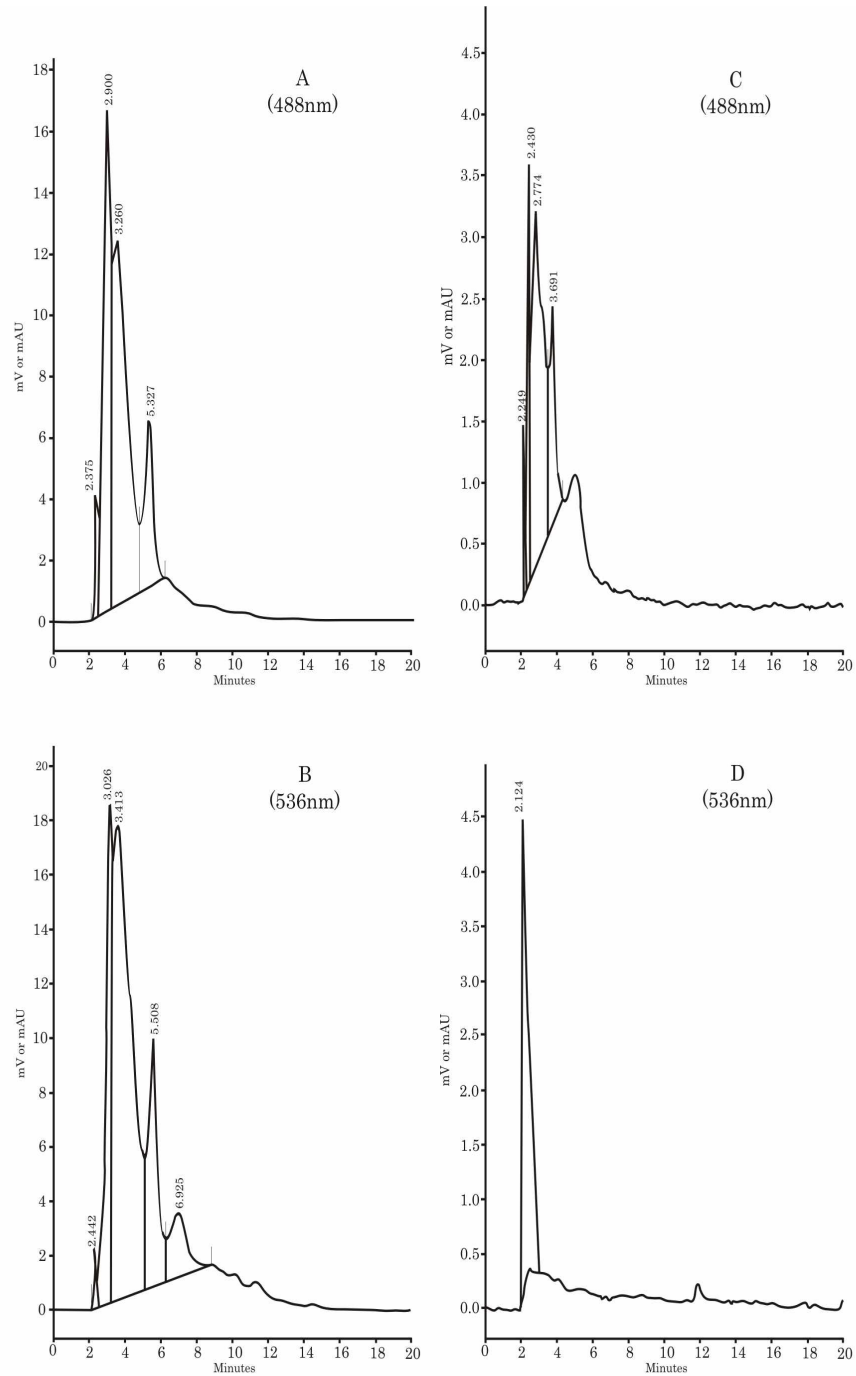 A
(488nm)
18
16
14
12
10
8
6
4
2
0
mV or mAU
2.375
2.900
3.260
5.327
0 2 4 6 8 10 12 14 16 18 20
Minutes
C
(488nm)
4.5
4.0
3.5
3.0
2.5
2.0
1.5
1.0
0.5
0.0
mV or mAU
2.249
2.430
2.774
3.691
0 2 4 6 8 10 12 14 16 18 20
Minutes
B
(536nm)
20
18
16
14
12
10
8
6
4
2
0
mV or mAU
2.442
3.026
3.413
5.508
6.925
0 2 4 6 8 10 12 14 16 18 20
Minutes
D
(536nm)
4.5
4.0
3.5
3.0
2.5
2.0
1.5
1.0
0.5
0.0
mV or mAU
2.124
0 2 4 6 8 10 12 14 16 18 20
Minutes